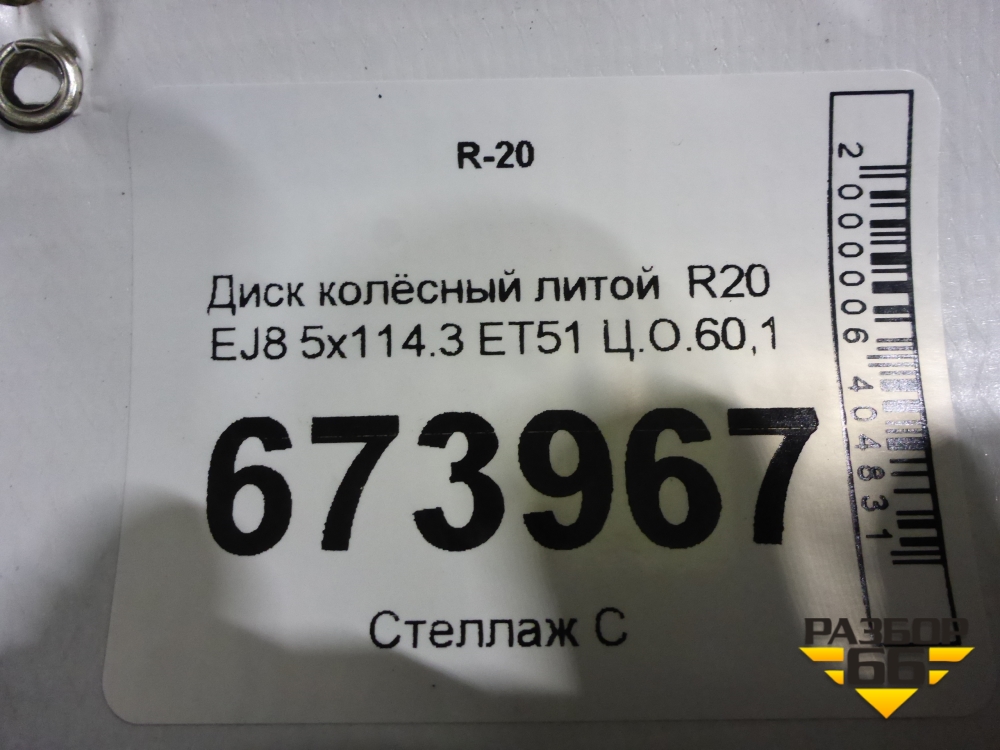 R-20
Диск колёсный литой R20
EJ8 5x114.3 ET51 Ц.О.60,1
673967
Стеллаж С
2000006404831
РАЗБОР
66